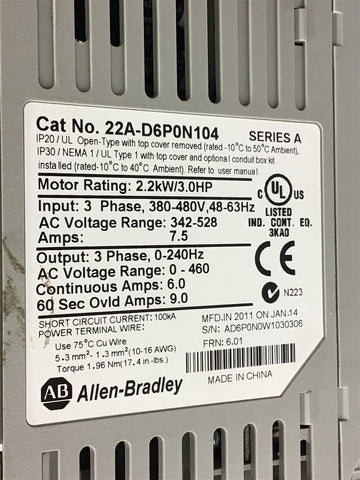 Cat No. 22A-D6P0N104 SERIES A
IP20 / UL Open-Type with top cover removed (rated -10°C to 50°C Ambient).
IP30 / NEMA 1 / UL Type 1 with top cover and optional conduit box kit
installed (rated-10°C to 40°C Ambient). Refer to user manual
Motor Rating: 2.2kW/3.0HP
Input: 3 Phase, 380-480V,48-63Hz
AC Voltage Range: 342-528
Amps: 7.5
C UL US
LISTED
IND. CONT. EQ.
3KA0
Output: 3 Phase, 0-240Hz
AC Voltage Range: 0 - 460
Continuous Amps: 6.0
60 Sec Ovld Amps: 9.0
CE
N223
SHORT CIRCUIT CURRENT: 100kA
POWER TERMINAL WIRE:
Use 75°C Cu Wire
5.3 mm²- 1.3 mm²(10-16 AWG)
Torque 1.96 Nm(17.4 in.-lbs.)
MFD.IN 2011 ON JAN.14
S/N: AD6P0N0W1030306
FRN: 6.01
AB Allen-Bradley
MADE IN CHINA